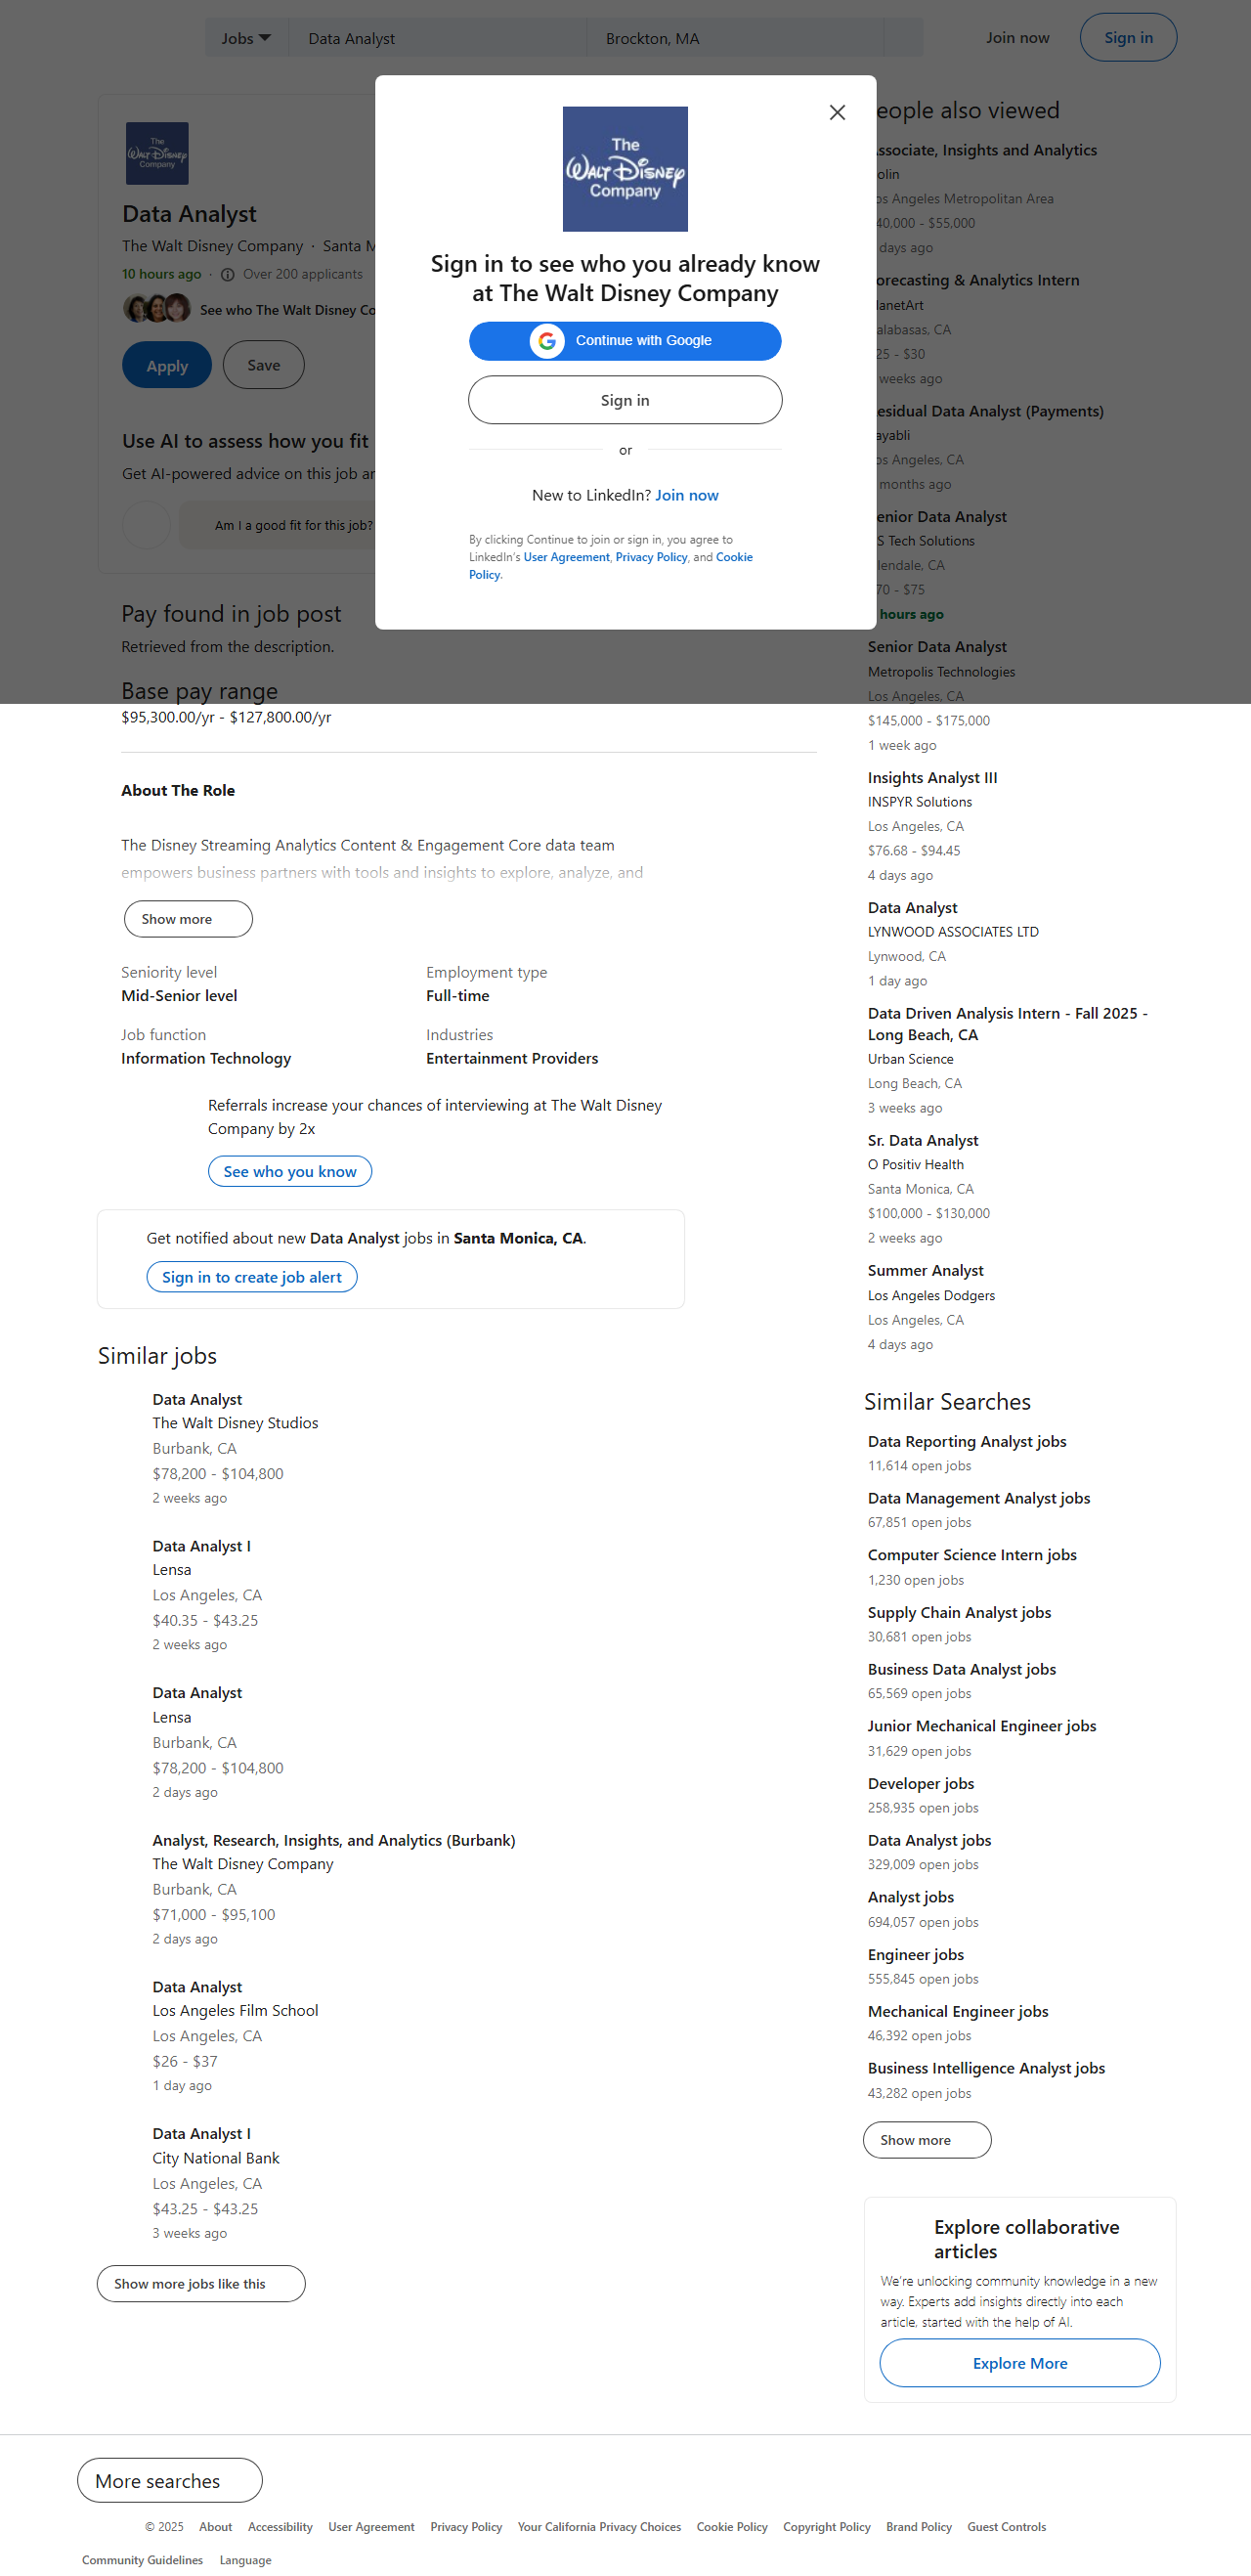 Jobs
Data Analyst
Brockton, MA
Join now
Sign in
The
WALT DISNEY
Company
Data Analyst
The Walt Disney Company · Santa M
10 hours ago · Over 200 applicants
See who The Walt Disney Co
Apply
Save
Use AI to assess how you fit
Get AI-powered advice on this job
Am I a good fit for this job?
Pay found in job post
Retrieved from the description.
Base pay range
$95,300.00/yr - $127,800.00/yr
The
WALT DISNEY
Company
Sign in to see who you already know
at The Walt Disney Company
Continue with Google
Sign in
or
New to LinkedIn? Join now
By clicking Continue to join or sign in, you agree to
LinkedIn's User Agreement, Privacy Policy, and Cookie
Policy.
About The Role
The Disney Streaming Analytics Content & Engagement Core data team
empowers business partners with tools and insights to explore, analyze, and
Show more
Seniority level
Mid-Senior level
Employment type
Full-time
Job function
Information Technology
Industries
Entertainment Providers
Referrals increase your chances of interviewing at The Walt Disney
Company by 2x
See who you know
Get notified about new Data Analyst jobs in Santa Monica, CA.
Sign in to create job alert
Similar jobs
Data Analyst
The Walt Disney Studios
Burbank, CA
$78,200 - $104,800
2 weeks ago
Data Analyst I
Lensa
Los Angeles, CA
$40.35 - $43.25
2 weeks ago
Data Analyst
Lensa
Burbank, CA
$78,200 - $104,800
2 days ago
Analyst, Research, Insights, and Analytics (Burbank)
The Walt Disney Company
Burbank, CA
$71,000 - $95,100
2 days ago
Data Analyst
Los Angeles Film School
Los Angeles, CA
$26 - $37
1 day ago
Data Analyst I
City National Bank
Los Angeles, CA
$43.25 - $43.25
3 weeks ago
Show more jobs like this
eople also viewed
ssociate, Insights and Analytics
olin
os Angeles Metropolitan Area
40,000 - $55,000
days ago
orecasting & Analytics Intern
lanetArt
alabasas, CA
25 - $30
weeks ago
esidual Data Analyst (Payments)
ayabli
os Angeles, CA
months ago
enior Data Analyst
S Tech Solutions
lendale, CA
70 - $75
hours ago
Senior Data Analyst
Metropolis Technologies
Los Angeles, CA
$145,000 - $175,000
1 week ago
Insights Analyst III
INSPYR Solutions
Los Angeles, CA
$76.68 - $94.45
4 days ago
Data Analyst
LYNWOOD ASSOCIATES LTD
Lynwood, CA
1 day ago
Data Driven Analysis Intern - Fall 2025 -
Long Beach, CA
Urban Science
Long Beach, CA
3 weeks ago
Sr. Data Analyst
O Positiv Health
Santa Monica, CA
$100,000 - $130,000
2 weeks ago
Summer Analyst
Los Angeles Dodgers
Los Angeles, CA
4 days ago
Similar Searches
Data Reporting Analyst jobs
11,614 open jobs
Data Management Analyst jobs
67,851 open jobs
Computer Science Intern jobs
1,230 open jobs
Supply Chain Analyst jobs
30,681 open jobs
Business Data Analyst jobs
65,569 open jobs
Junior Mechanical Engineer jobs
31,629 open jobs
Developer jobs
258,935 open jobs
Data Analyst jobs
329,009 open jobs
Analyst jobs
694,057 open jobs
Engineer jobs
555,845 open jobs
Mechanical Engineer jobs
46,392 open jobs
Business Intelligence Analyst jobs
43,282 open jobs
Show more
Explore collaborative
articles
We're unlocking community knowledge in a new
way. Experts add insights directly into each
article, started with the help of AI.
Explore More
More searches
© 2025 About Accessibility User Agreement Privacy Policy Your California Privacy Choices Cookie Policy Copyright Policy Brand Policy Guest Controls
Community Guidelines Language